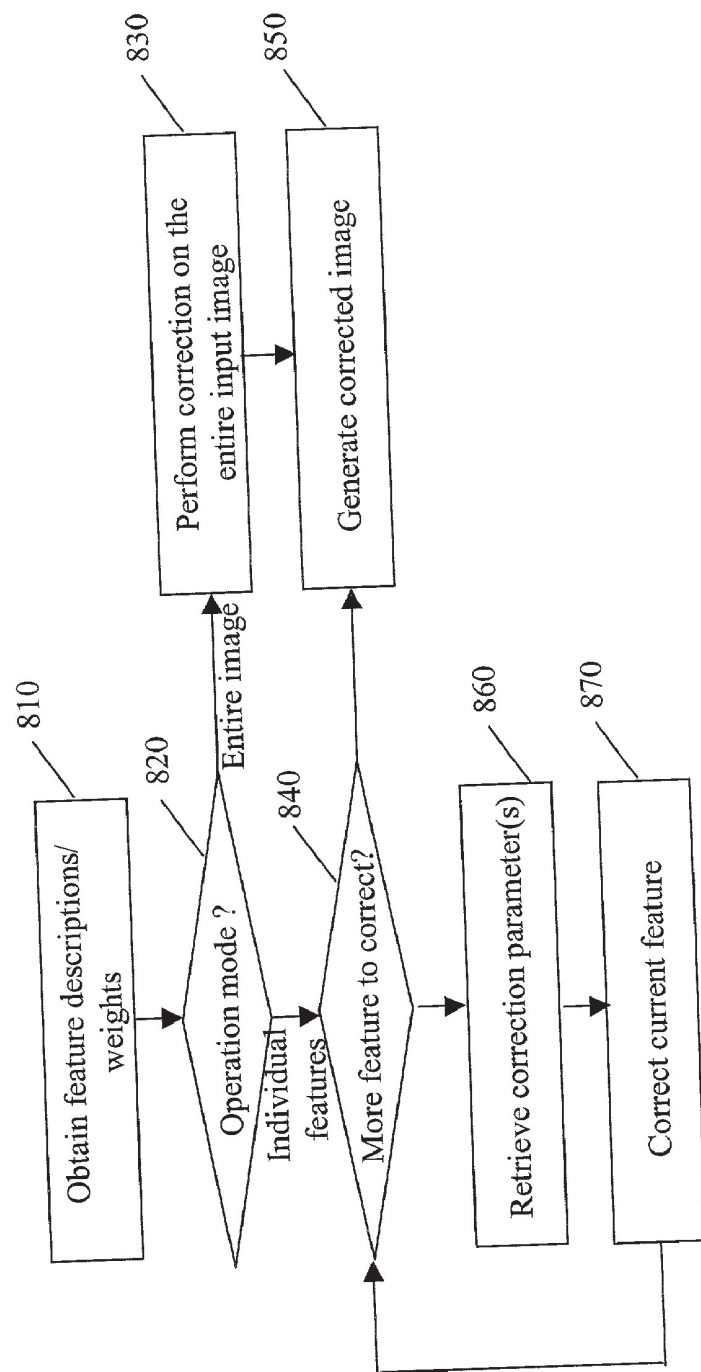 810
Obtain feature descriptions/
weights
820
Operation mode ?
Entire image
830
Perform correction on the
entire input image
Individual
features
840
More feature to correct?
850
Generate corrected image
860
Retrieve correction parameter(s)
870
Correct current feature